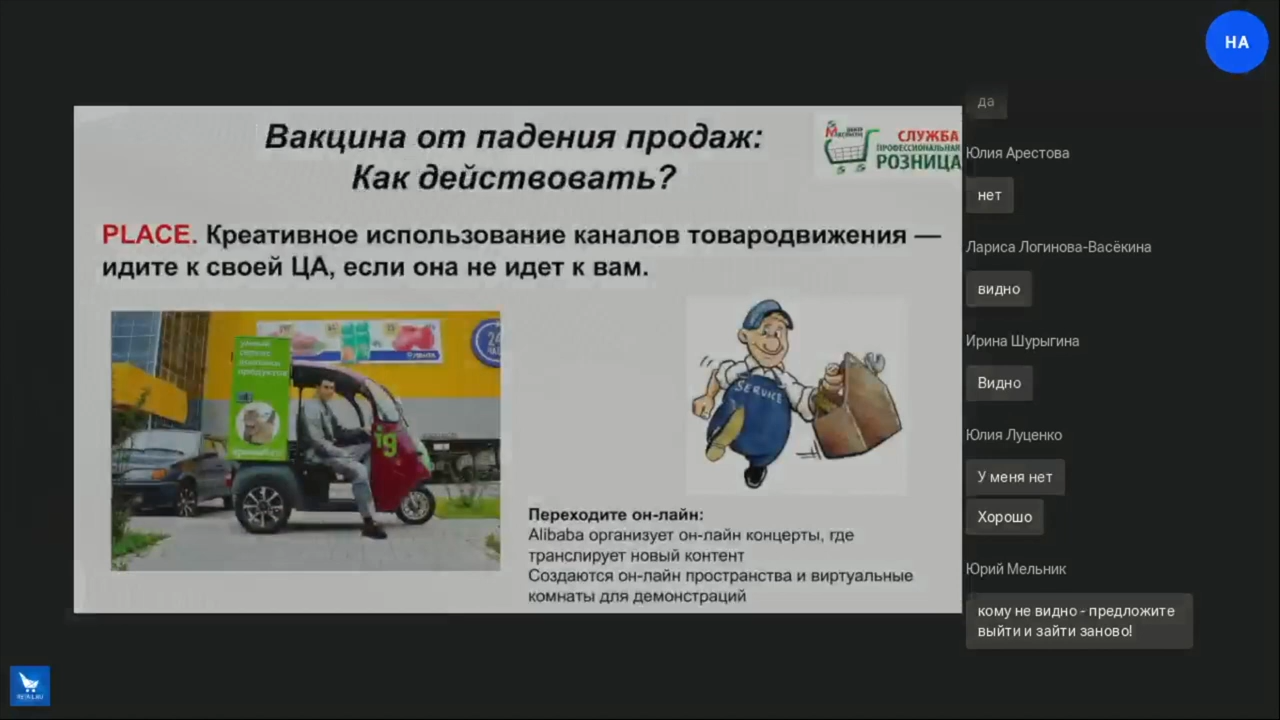 НА
Вакцина от падения продаж:
Как действовать?
СЛУЖБА
ПРОФЕССИОНАЛЬНАЯ
РОЗНИЦА
PLACE. Креативное использование каналов товародвижения —
идите к своей ЦА, если она не идет к вам.
SERVICE
ig
24
Переходите он-лайн:
Alibaba организует он-лайн концерты, где
транслирует новый контент
Создаются он-лайн пространства и виртуальные
комнаты для демонстраций
да
Юлия Арестова
нет
Лариса Логинова-Васёкина
видно
Ирина Шурыгина
Видно
Юлия Луценко
У меня нет
Хорошо
Юрий Мельник
кому не видно - предложите
выйти и зайти заново!